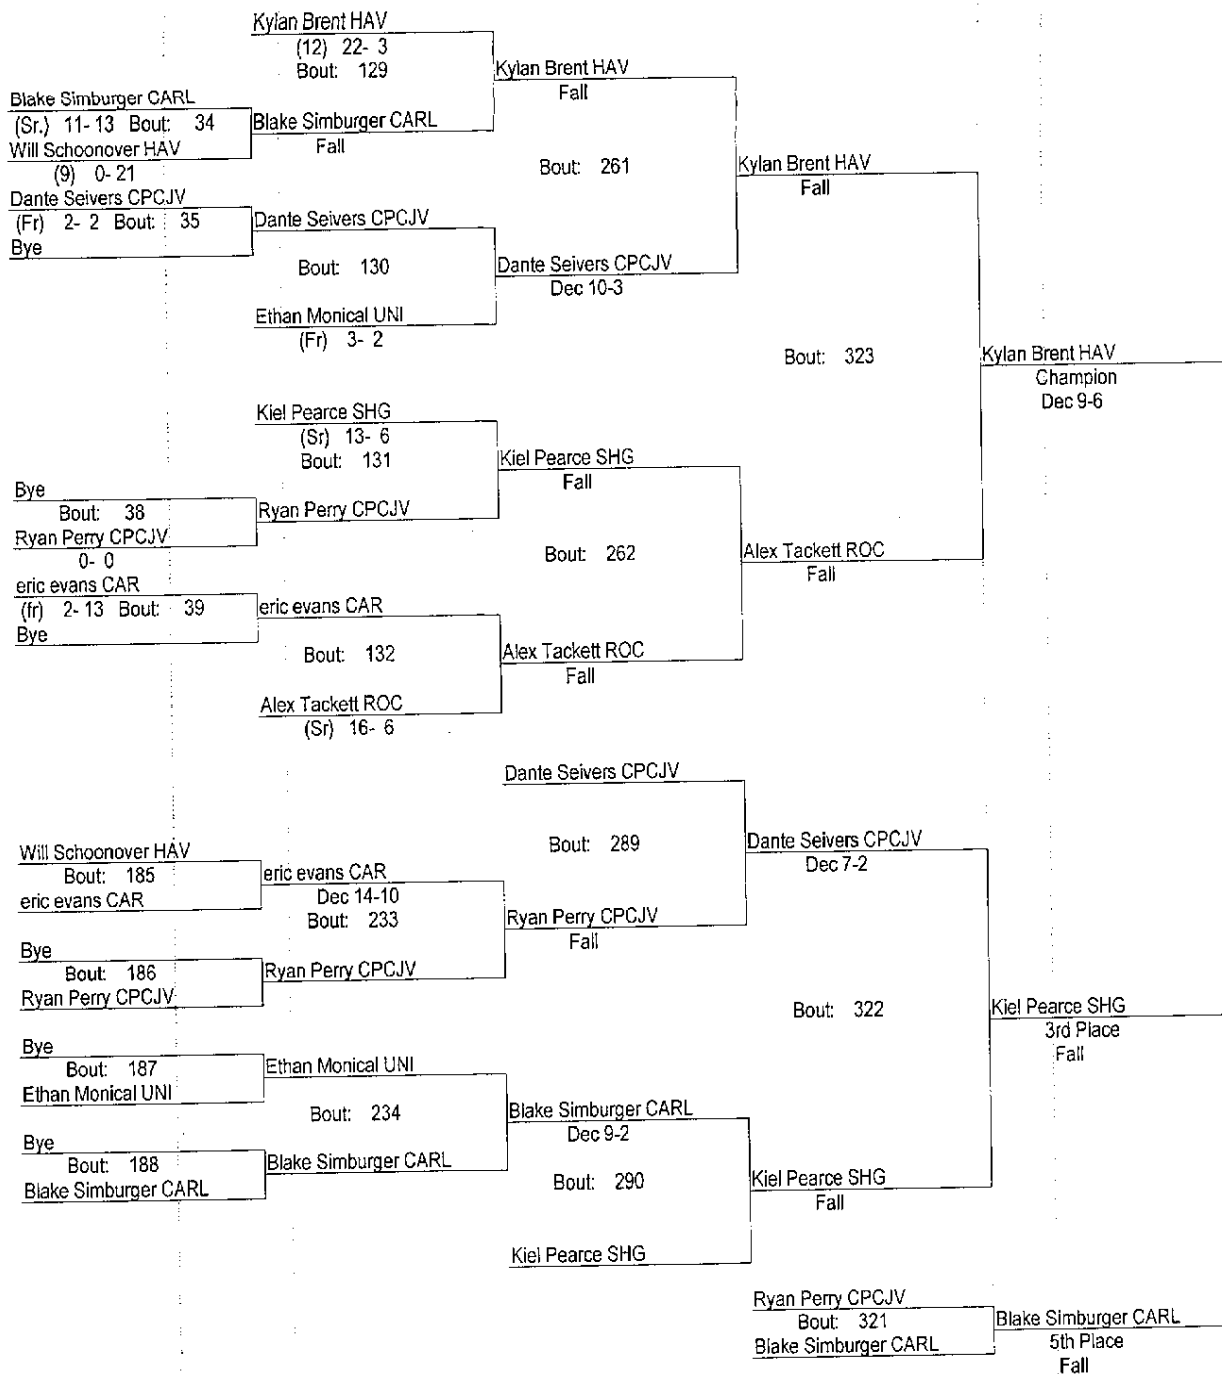 Kylan Brent HAV
(12) 22- 3
Bout: 129
Kylan Brent HAV
Fall
Blake Simburger CARL
(Sr.) 11- 13 Bout: 34
Will Schoonover HAV
(9) 0- 21
Blake Simburger CARL
Fall
Bout: 261
Kylan Brent HAV
Fall
Dante Seivers CPCJV
(Fr) 2- 2 Bout: 35
Bye
Dante Seivers CPCJV
Bout: 130
Dante Seivers CPCJV
Dec 10-3
Ethan Monical UNI
(Fr) 3- 2
Bout: 323
Kylan Brent HAV
Champion
Dec 9-6
Kiel Pearce SHG
(Sr) 13- 6
Bout: 131
Kiel Pearce SHG
Fall
Bye
Bout: 38
Ryan Perry CPCJV
0- 0
Ryan Perry CPCJV
Bout: 262
Alex Tackett ROC
Fall
eric evans CAR
(fr) 2- 13 Bout: 39
Bye
eric evans CAR
Bout: 132
Alex Tackett ROC
Fall
Alex Tackett ROC
(Sr) 16- 6
Dante Seivers CPCJV
Bout: 289
Dante Seivers CPCJV
Dec 7-2
Will Schoonover HAV
Bout: 185
eric evans CAR
eric evans CAR
Dec 14-10
Bout: 233
Ryan Perry CPCJV
Fall
Bye
Bout: 186
Ryan Perry CPCJV
Ryan Perry CPCJV
Bout: 322
Kiel Pearce SHG
3rd Place
Fall
Bye
Bout: 187
Ethan Monical UNI
Ethan Monical UNI
Bout: 234
Blake Simburger CARL
Dec 9-2
Bye
Bout: 188
Blake Simburger CARL
Blake Simburger CARL
Bout: 290
Kiel Pearce SHG
Fall
Kiel Pearce SHG
Ryan Perry CPCJV
Bout: 321
Blake Simburger CARL
Blake Simburger CARL
5th Place
Fall